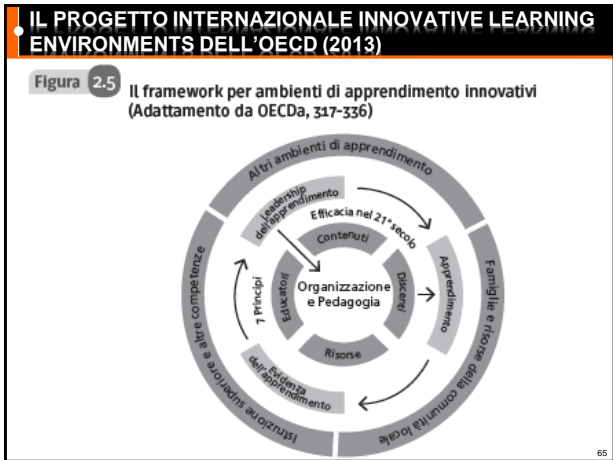 IL PROGETTO INTERNAZIONALE INNOVATIVE LEARNING
ENVIRONMENTS DELL'OECD (2013)
Figura 2.5
Il framework per ambienti di apprendimento innovativi
(Adattamento da OECDa, 317-336)
Altri ambienti di apprendimento
Leadership
dell'apprendimento
Efficacia nel 21° secolo
Contenuti
Istruzione superiore e altre competenze
7 Principi
Educatori
Organizzazione
e Pedagogia
Discenti
Apprendimento
Famiglie e risorse della comunità locale
Risorse
Evidenza
dell'apprendimento
65